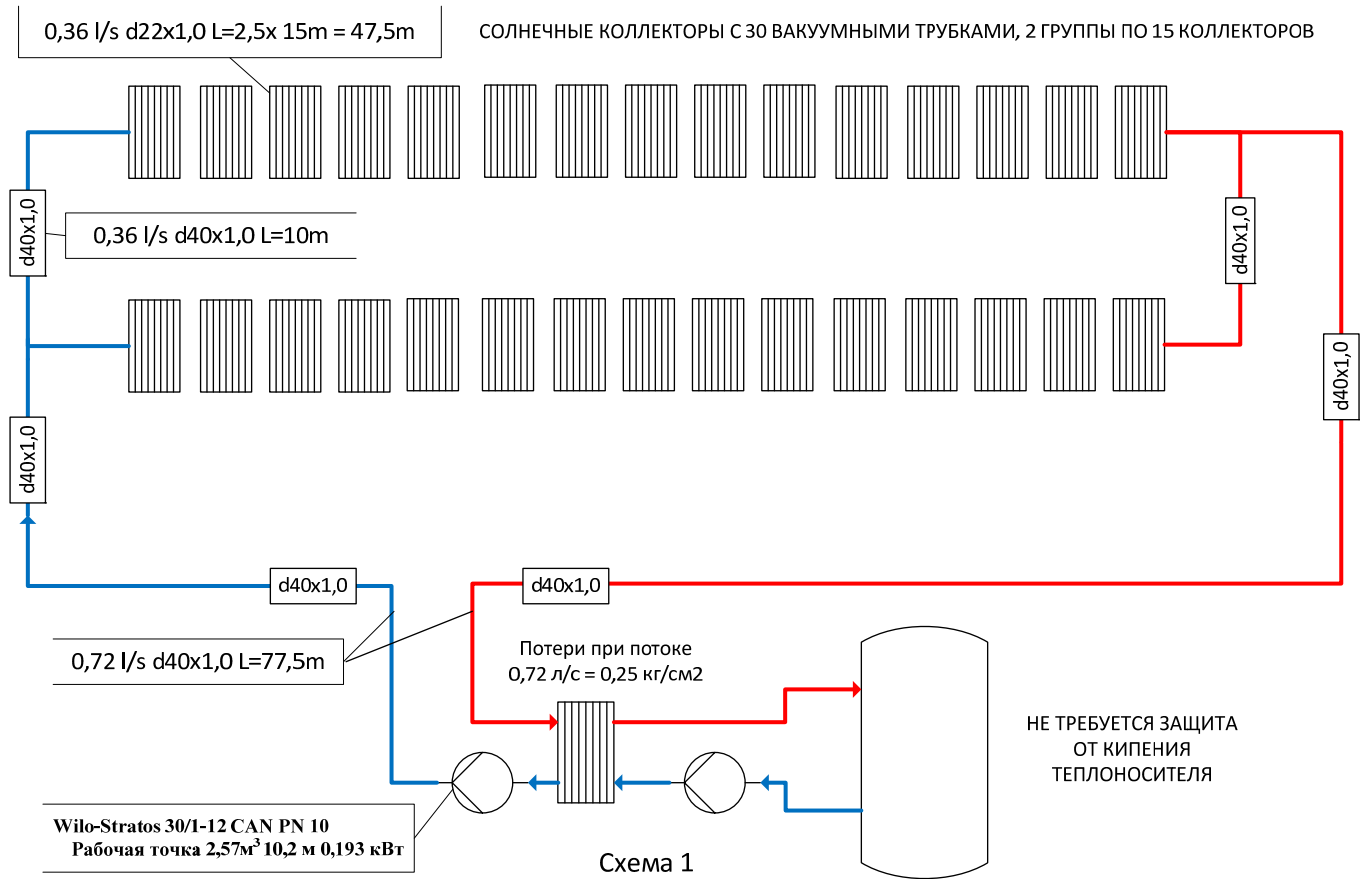 0,36 l/s d22x1,0 L=2,5x 15m = 47,5m
СОЛНЕЧНЫЕ КОЛЛЕКТОРЫ С 30 ВАКУУМНЫМИ ТРУБКАМИ, 2 ГРУППЫ ПО 15 КОЛЛЕКТОРОВ
d40x1,0
0,36 l/s d40x1,0 L=10m
d40x1,0
d40x1,0
d40x1,0
d40x1,0
d40x1,0
0,72 l/s d40x1,0 L=77,5m
Потери при потоке
0,72 л/с = 0,25 кг/см2
НЕ ТРЕБУЕТСЯ ЗАЩИТА
ОТ КИПЕНИЯ
ТЕПЛОНОСИТЕЛЯ
Wilo-Stratos 30/1-12 CAN PN 10
Рабочая точка 2,57м³ 10,2 м 0,193 кВт
Схема 1